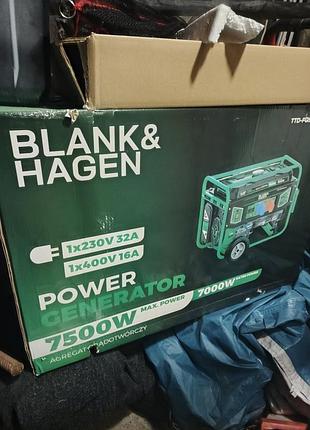 BLANK&
HAGEN
1x230V 32A
1x400V 16A
POWER
GENERATOR
7500W MAX. POWER 7000W
AGREGAT PRĄDOTWÓRCZY